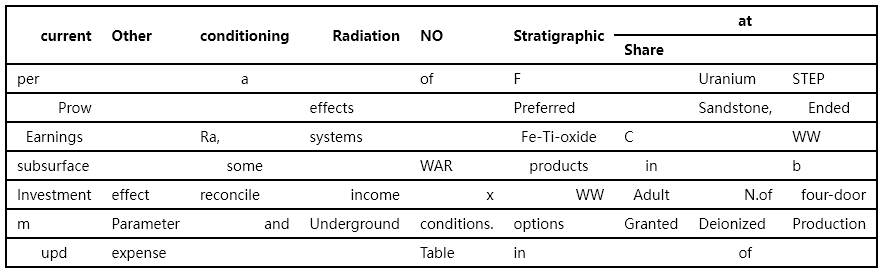 at
current Other conditioning Radiation NO Stratigraphic
Share
per a of F Uranium STEP
Prow effects Preferred Sandstone, Ended
Earnings Ra, systems Fe-Ti-oxide C WW
subsurface some WAR products in b
Investment effect reconcile income x WW Adult N.of four-door
m Parameter and Underground conditions. options Granted Deionized Production
upd expense Table in of